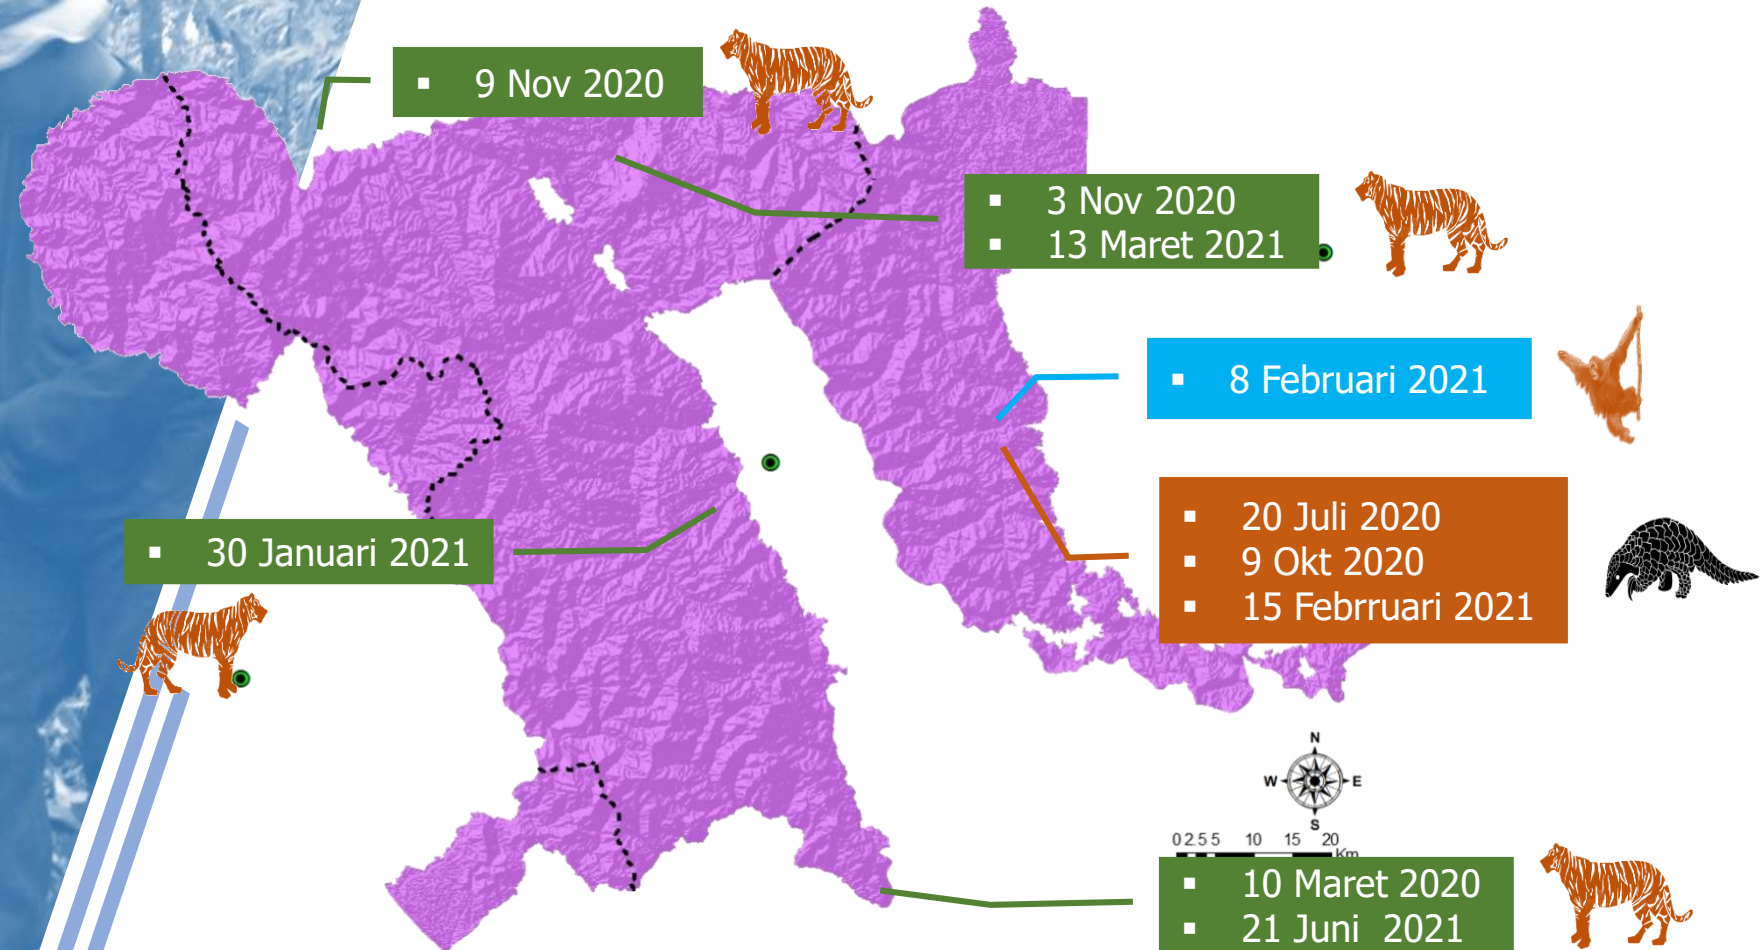 ▪ 9 Nov 2020
▪ 3 Nov 2020
▪ 13 Maret 2021
▪ 8 Februari 2021
▪ 20 Juli 2020
▪ 9 Okt 2020
▪ 15 Febrruari 2021
▪ 30 Januari 2021
N
W E
S
0 2.5 5 10 15 20
Km
▪ 10 Maret 2020
▪ 21 Juni 2021